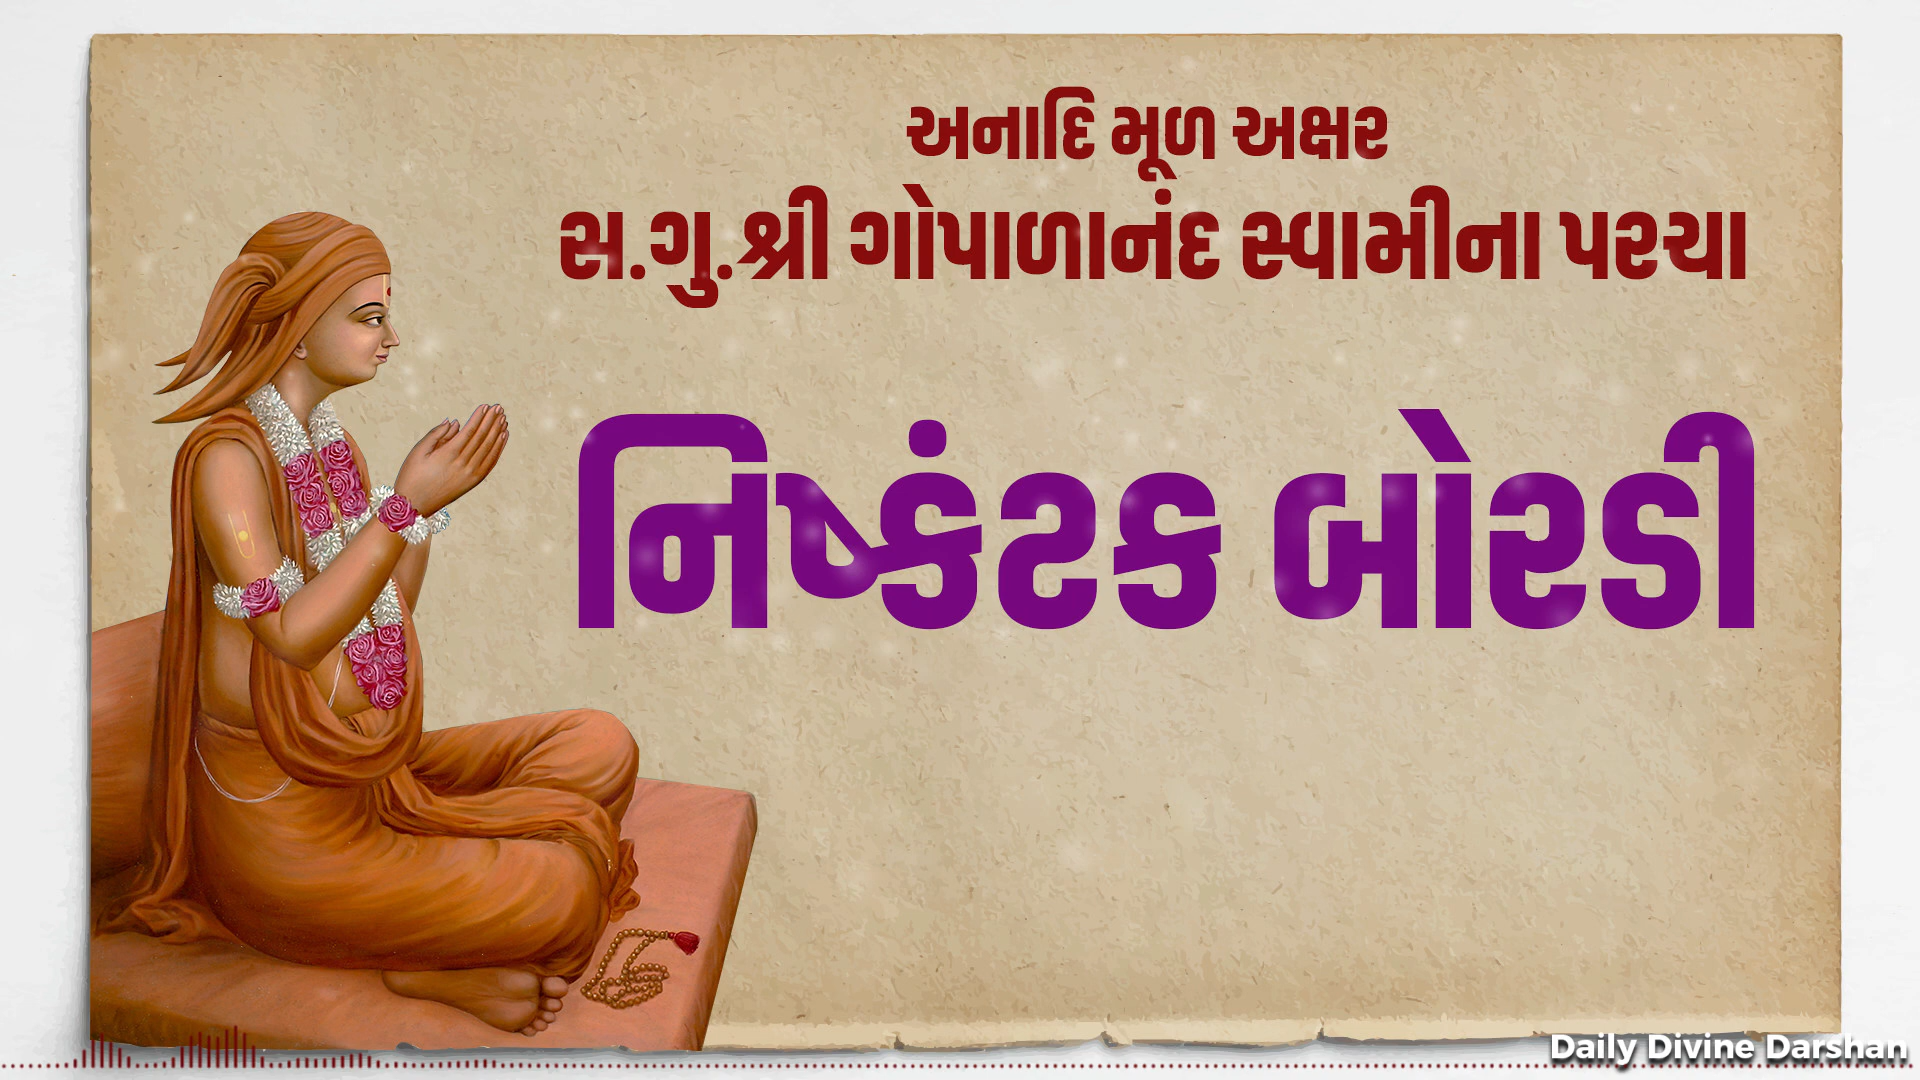 અનાદિ મૂળ અક્ષર
સ.ગુ.શ્રી ગોપાળાનંદ સ્વામીના પરચા
નિષ્કંટક બોરડી
Daily Divine Darshan